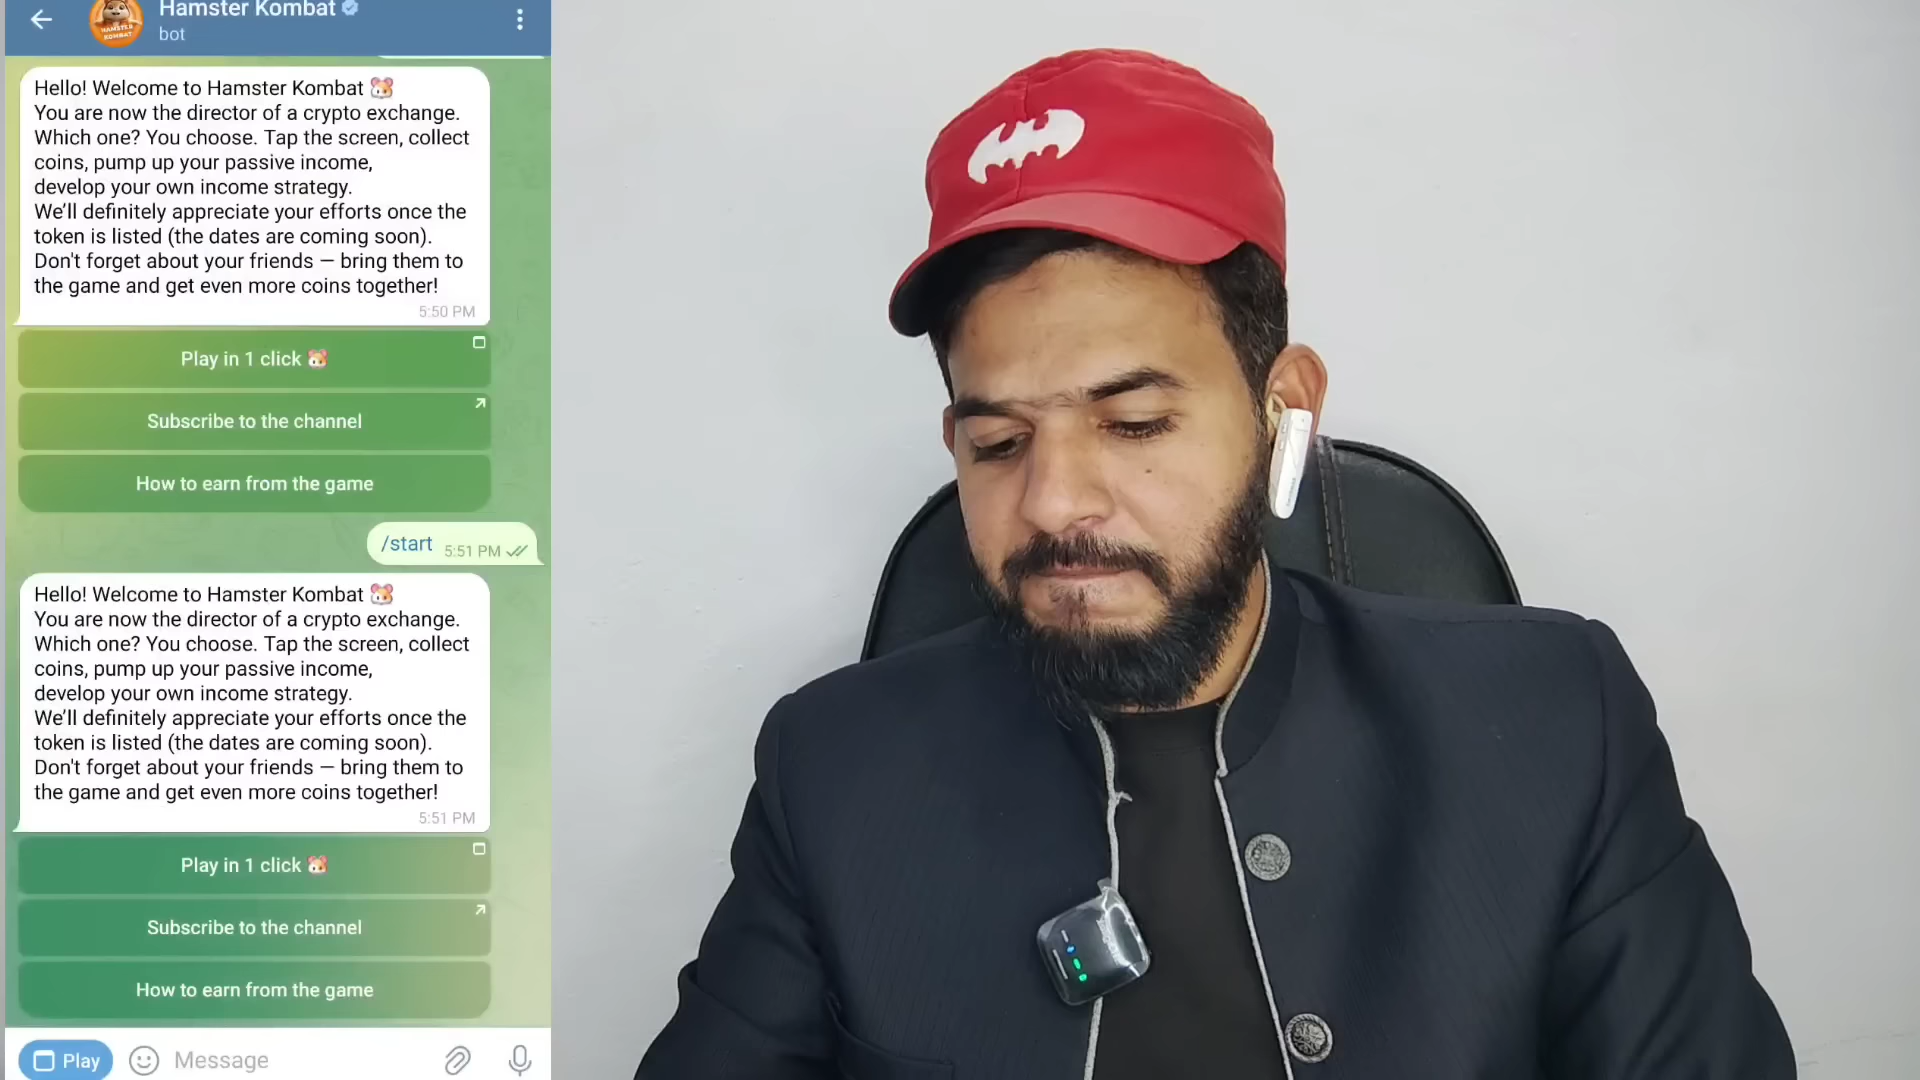 Hamster Kombat
bot
HAMSTER
KOMBAT
Hello! Welcome to Hamster Kombat 🐹
You are now the director of a crypto exchange.
Which one? You choose. Tap the screen, collect
coins, pump up your passive income,
develop your own income strategy.
We’ll definitely appreciate your efforts once the
token is listed (the dates are coming soon).
Don't forget about your friends — bring them to
the game and get even more coins together!
5:50 PM
Play in 1 click 🐹
Subscribe to the channel
How to earn from the game
/start 5:51 PM
Hello! Welcome to Hamster Kombat 🐹
You are now the director of a crypto exchange.
Which one? You choose. Tap the screen, collect
coins, pump up your passive income,
develop your own income strategy.
We’ll definitely appreciate your efforts once the
token is listed (the dates are coming soon).
Don't forget about your friends — bring them to
the game and get even more coins together!
5:51 PM
Play in 1 click 🐹
Subscribe to the channel
How to earn from the game
Play
Message